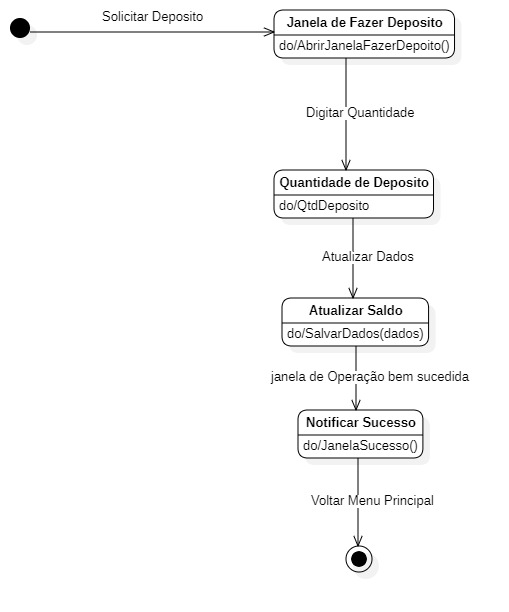 Solicitar Deposito
Janela de Fazer Deposito
do/AbrirJanelaFazerDepoito()
Digitar Quantidade
Quantidade de Deposito
do/QtdDeposito
Atualizar Dados
Atualizar Saldo
do/SalvarDados(dados)
janela de Operação bem sucedida
Notificar Sucesso
do/JanelaSucesso()
Voltar Menu Principal